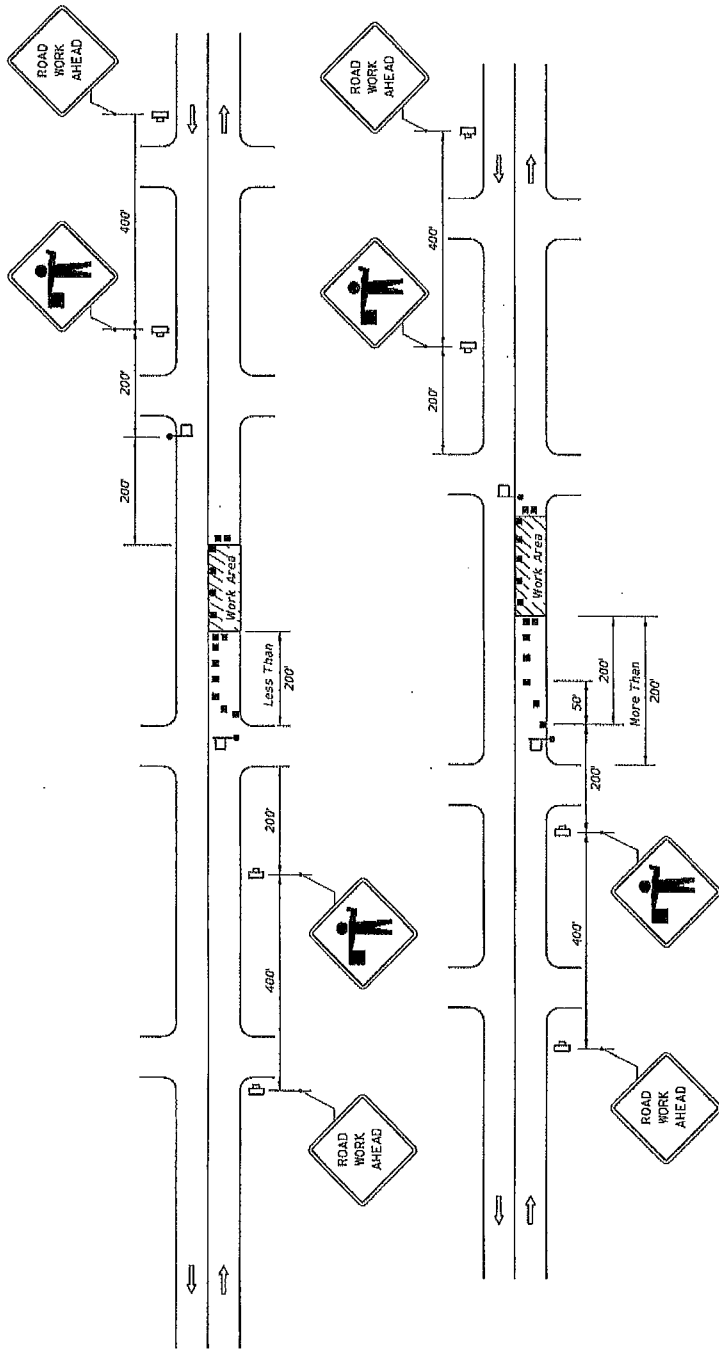 ROAD
WORK
AHEAD
400'
200'
200'
Work Area
Less Than
200'
200'
400'
ROAD
WORK
AHEAD
ROAD
WORK
AHEAD
400'
200'
Work Area
200'
More Than
200'
50'
200'
400'
ROAD
WORK
AHEAD